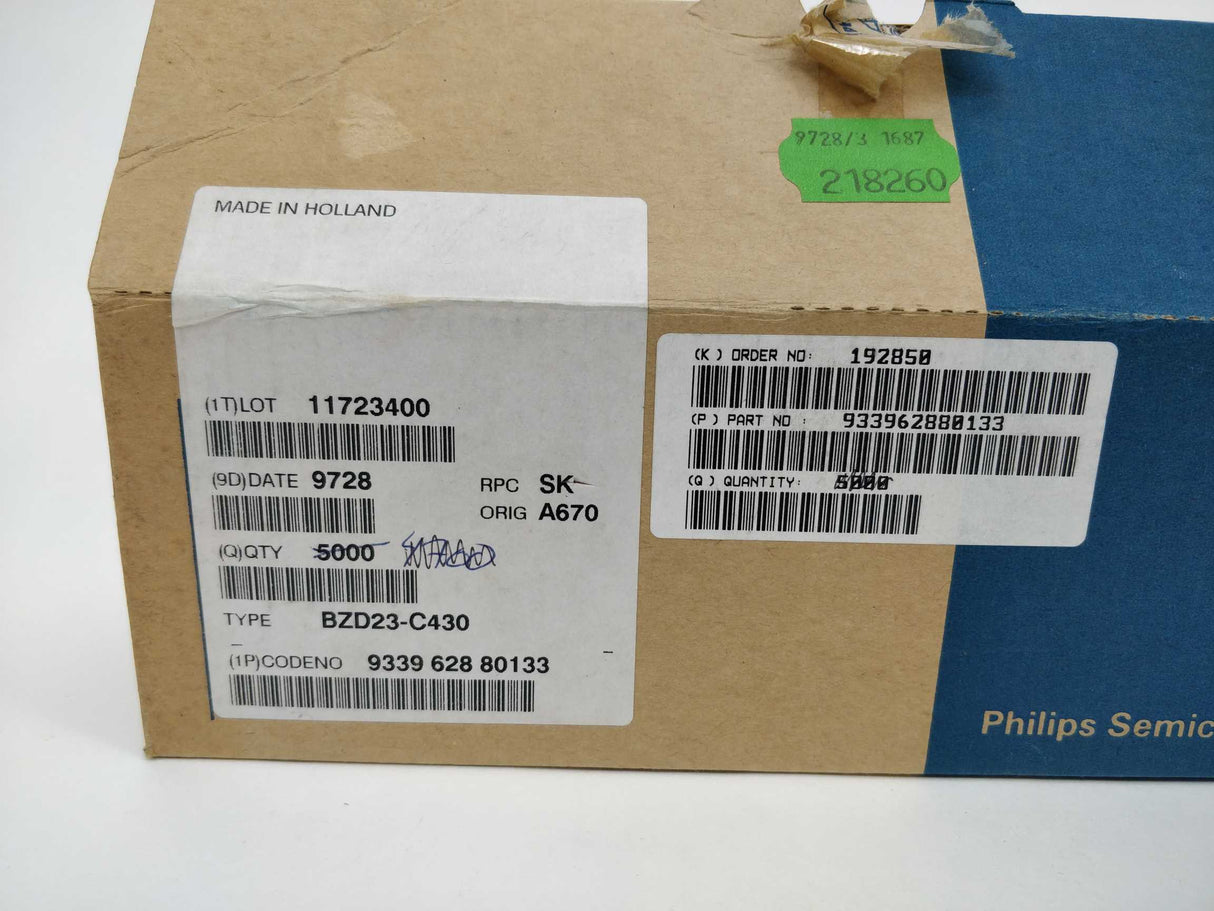 9728/3 1687
218260
MADE IN HOLLAND
(1T)LOT 11723400
(9D)DATE 9728
RPC SK
ORIG A670
(Q)QTY 5000
TYPE BZD23-C430
(1P)CODENO 9339 628 80133
(K) ORDER NO: 192850
(P) PART NO : 933962880133
(Q) QUANTITY: 5000
Philips Semic